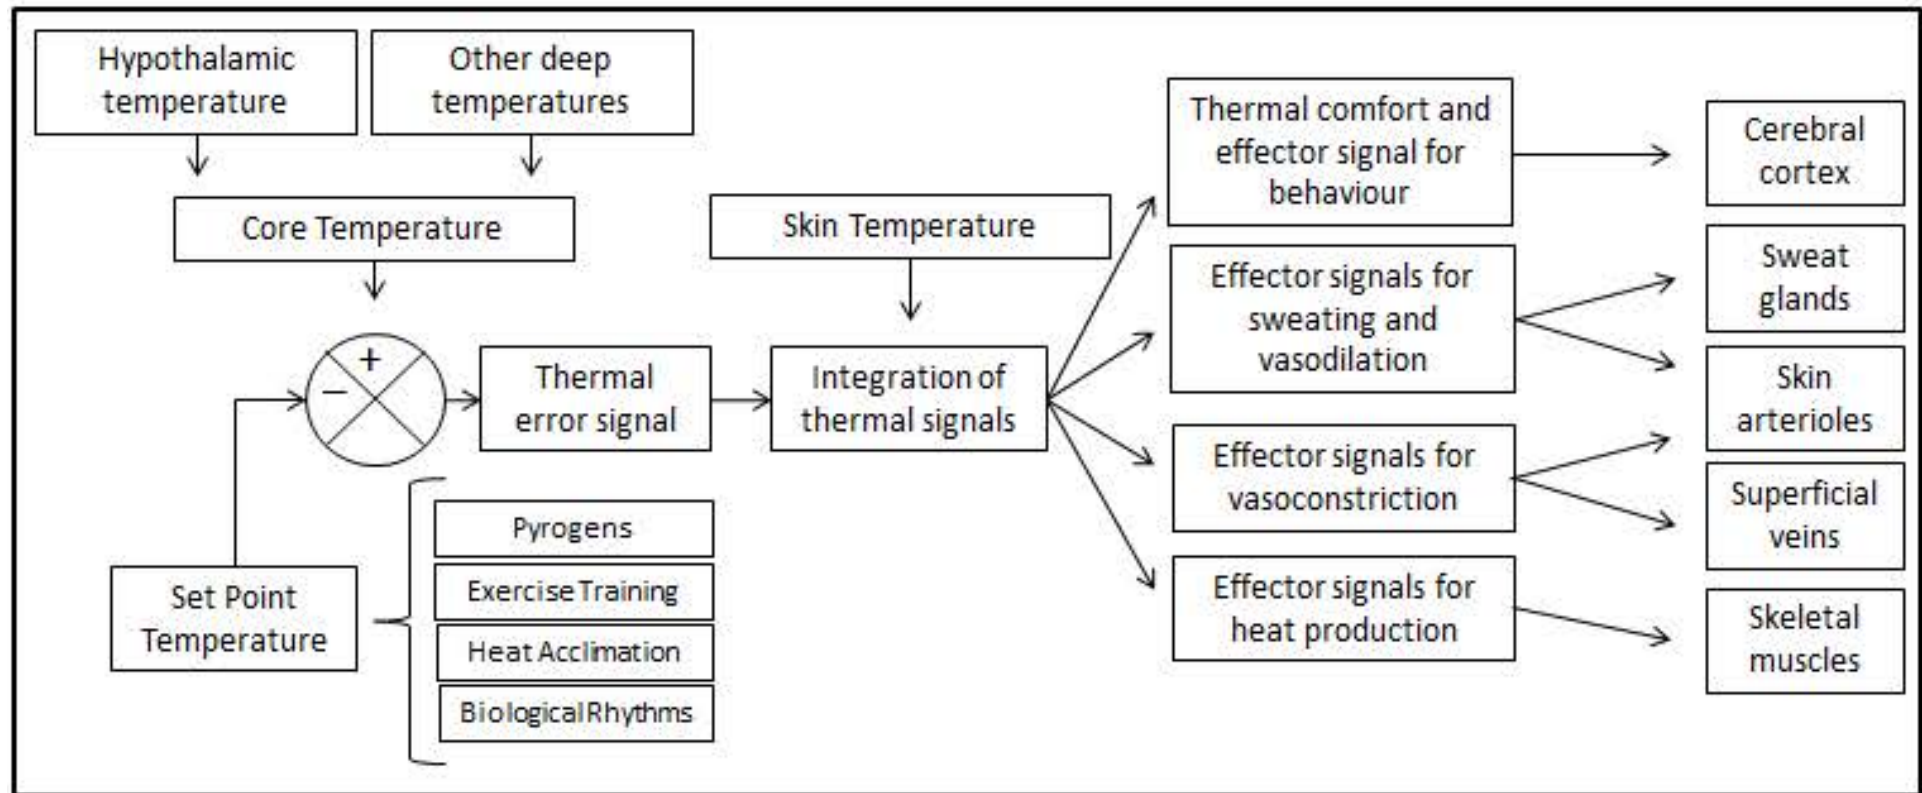 Hypothalamic
temperature
Other deep
temperatures
Core Temperature
Skin Temperature
+
−
Thermal
error signal
Integration of
thermal signals
Set Point
Temperature
Pyrogens
Exercise Training
Heat Acclimation
Biological Rhythms
Thermal comfort and
effector signal for
behaviour
Effector signals for
sweating and
vasodilation
Effector signals for
vasoconstriction
Effector signals for
heat production
Cerebral
cortex
Sweat
glands
Skin
arterioles
Superficial
veins
Skeletal
muscles